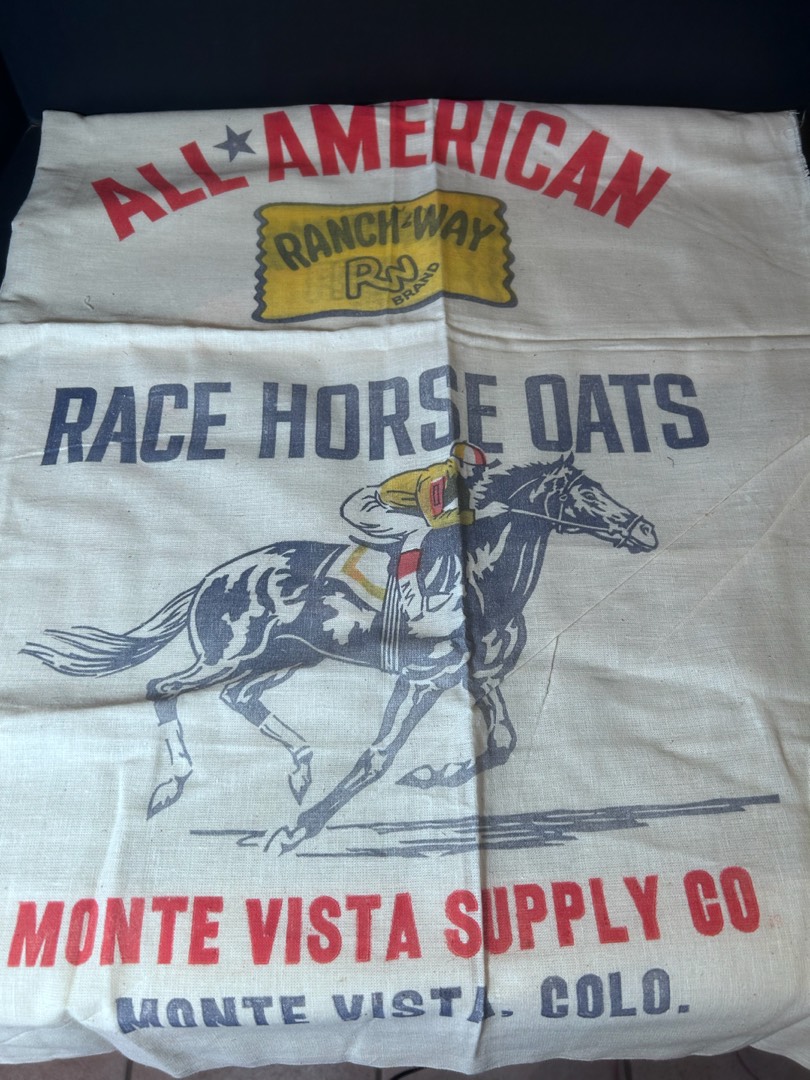 ALL★AMERICAN
RANCH-WAY
RW BRAND
RACE HORSE OATS
MONTE VISTA SUPPLY CO
MONTE VISTA, COLO.